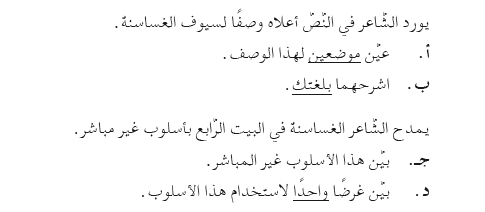 يورد الشّاعر في النّصّ أعلاه وصفًا لسيوف الغساسنة.
أ. عيّن موضعين لهذا الوصف.
ب. اشرحهما بلغتك.
يمدح الشّاعر الغساسنة في البيت الرّابع بأسلوب غير مباشر.
جـ. بيّن هذا الأسلوب غير المباشر.
د. بيّن غرضًا واحدًا لاستخدام هذا الأسلوب.